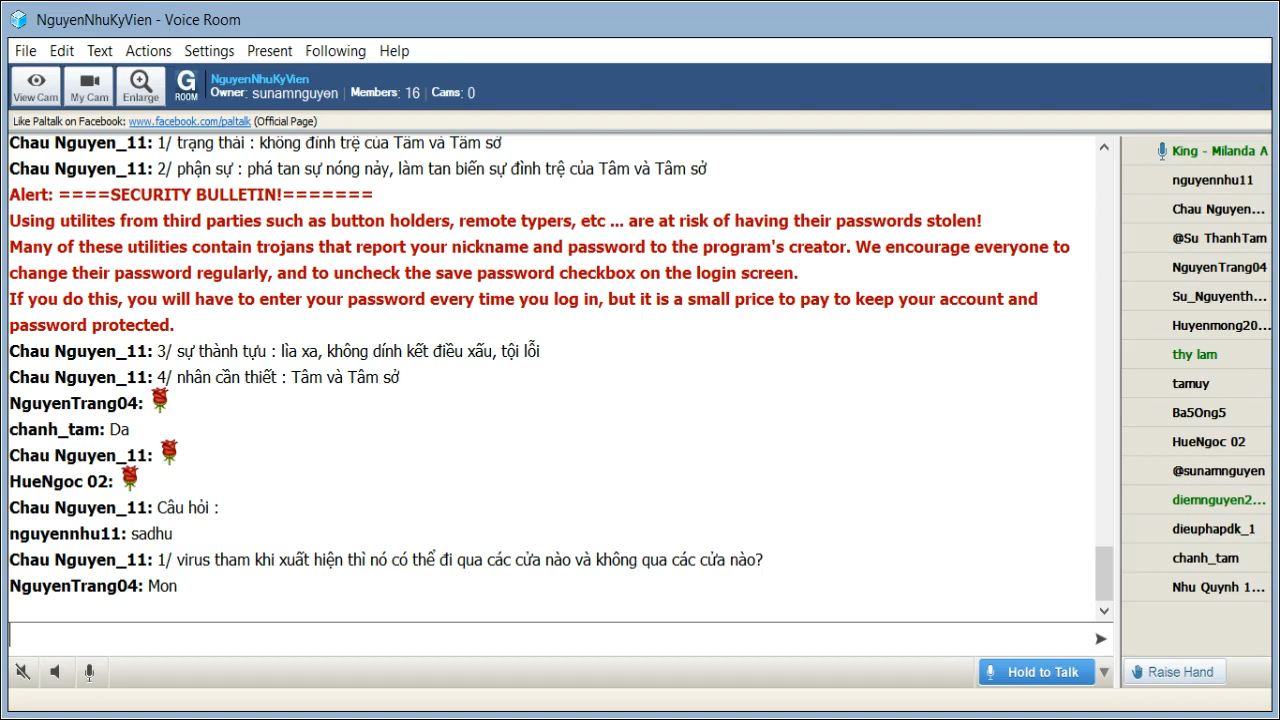 NguyenNhuKyVien - Voice Room
File Edit Text Actions Settings Present Following Help
View Cam My Cam Enlarge G ROOM
NguyenNhuKyVien
Owner: sunamnguyen Members: 16 Cams: 0
Like Paltalk on Facebook: www.facebook.com/paltalk (Official Page)
Chau Nguyen_11: 1/ trạng thái : không đình trệ của Tâm và Tâm sở
Chau Nguyen_11: 2/ phận sự : phá tan sự nóng nảy, làm tan biến sự đình trệ của Tâm và Tâm sở
Alert: ====SECURITY BULLETIN!=======
Using utilites from third parties such as button holders, remote typers, etc ... are at risk of having their passwords stolen!
Many of these utilities contain trojans that report your nickname and password to the program's creator. We encourage everyone to
change their password regularly, and to uncheck the save password checkbox on the login screen.
If you do this, you will have to enter your password every time you log in, but it is a small price to pay to keep your account and
password protected.
Chau Nguyen_11: 3/ sự thành tựu : lìa xa, không dính kết điều xấu, tội lỗi
Chau Nguyen_11: 4/ nhân cần thiết : Tâm và Tâm sở
NguyenTrang04:
chanh_tam: Da
Chau Nguyen_11:
HueNgoc 02:
Chau Nguyen_11: Câu hỏi :
nguyennhu11: sadhu
Chau Nguyen_11: 1/ virus tham khi xuất hiện thì nó có thể đi qua các cửa nào và không qua các cửa nào?
NguyenTrang04: Mon
King - Milanda A
nguyennhu11
Chau Nguyen...
@Su ThanhTam
NguyenTrang04
Su_Nguyenth...
Huyenmong20...
thy lam
tamuy
Ba5Ong5
HueNgoc 02
@sunamnguyen
diemnguyen2...
dieuphapdk_1
chanh_tam
Nhu Quynh 1...
Hold to Talk
Raise Hand